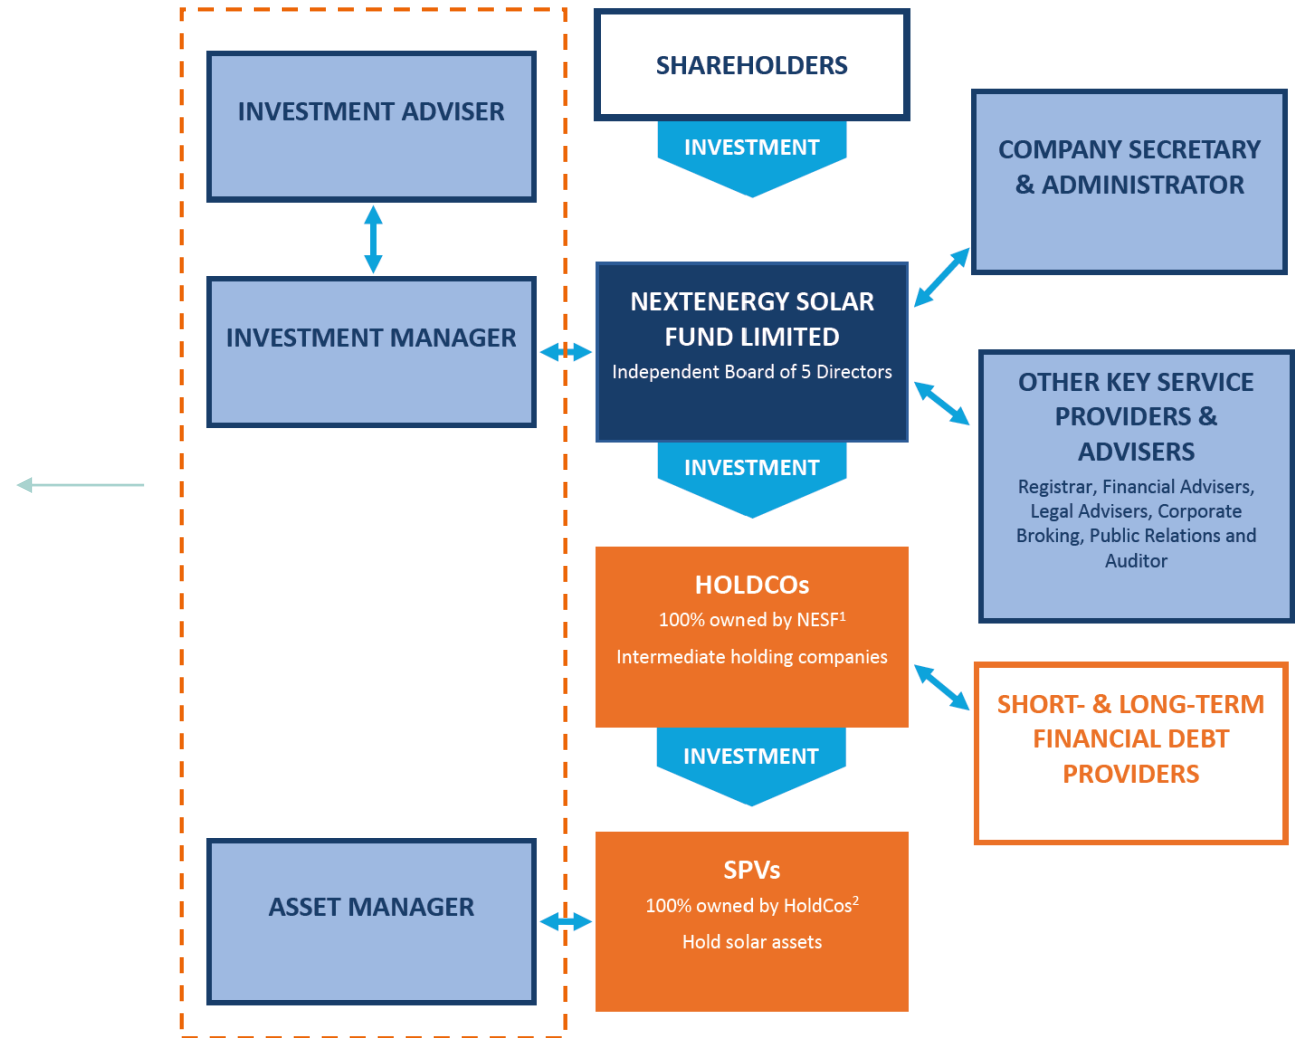 INVESTMENT ADVISER
INVESTMENT MANAGER
ASSET MANAGER
SHAREHOLDERS
INVESTMENT
NEXTENERGY SOLAR
FUND LIMITED
Independent Board of 5 Directors
INVESTMENT
HOLDCOs
100% owned by NESF¹
Intermediate holding companies
INVESTMENT
SPVs
100% owned by HoldCos²
Hold solar assets
COMPANY SECRETARY
& ADMINISTRATOR
OTHER KEY SERVICE
PROVIDERS &
ADVISERS
Registrar, Financial Advisers,
Legal Advisers, Corporate
Broking, Public Relations and
Auditor
SHORT- & LONG-TERM
FINANCIAL DEBT
PROVIDERS